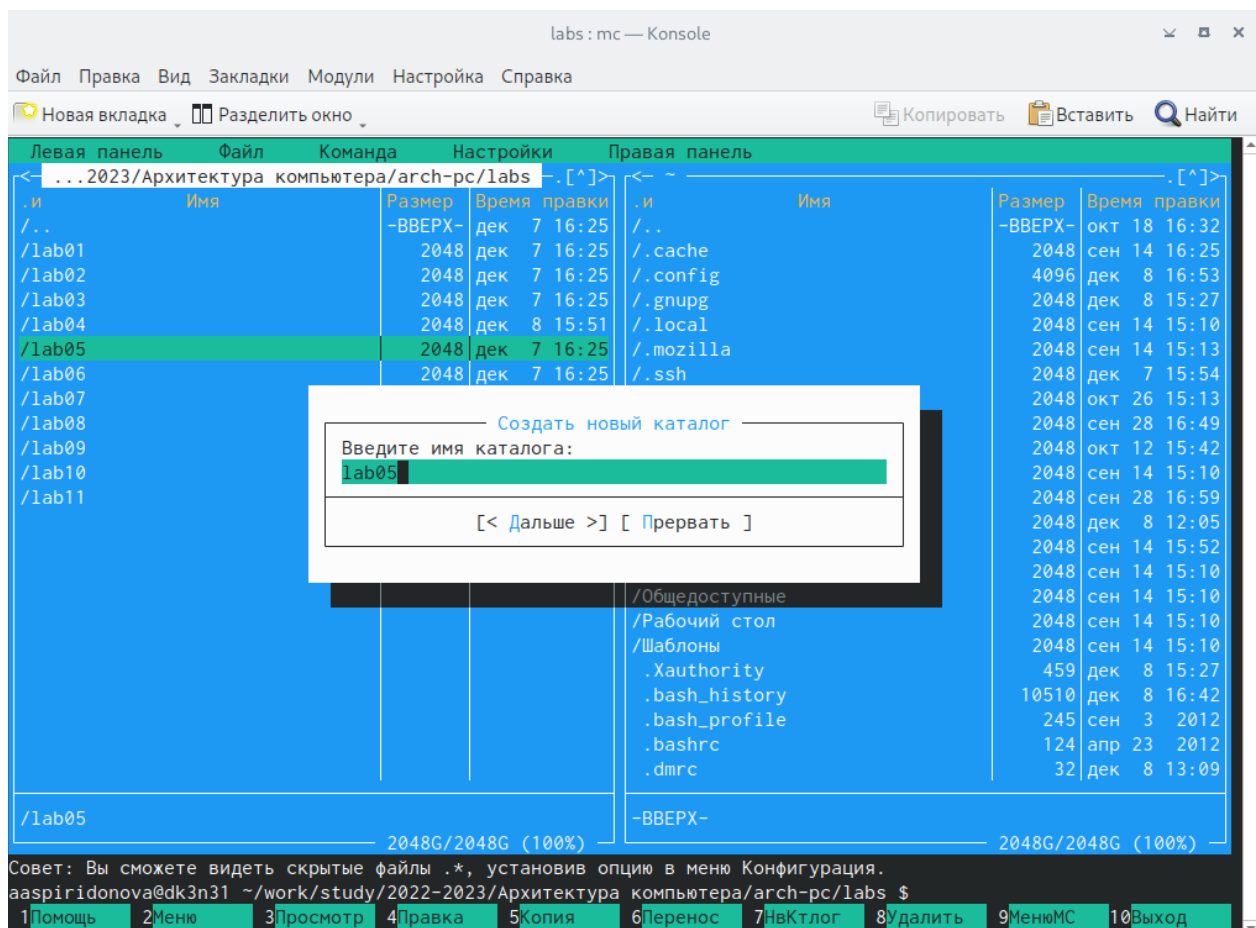 labs : mc — Konsole
Файл Правка Вид Закладки Модули Настройка Справка
Новая вкладка Разделить окно Копировать Вставить Найти
Левая панель Файл Команда Настройки Правая панель
<— ...2023/Архитектура компьютера/arch-pc/labs —.[^]> <— ~ —.[^]>
.и Имя Размер Время правки .и Имя Размер Время правки
/.. -ВВЕРХ- дек 7 16:25 /.. -ВВЕРХ- окт 18 16:32
/lab01 2048 дек 7 16:25 /.cache 2048 сен 14 16:25
/lab02 2048 дек 7 16:25 /.config 4096 дек 8 16:53
/lab03 2048 дек 7 16:25 /.gnupg 2048 дек 8 15:27
/lab04 2048 дек 8 15:51 /.local 2048 сен 14 15:10
/lab05 2048 дек 7 16:25 /.mozilla 2048 сен 14 15:13
/lab06 2048 дек 7 16:25 /.ssh 2048 дек 7 15:54
/lab07 2048 окт 26 15:13
/lab08 Создать новый каталог 2048 сен 28 16:49
/lab09 Введите имя каталога: 2048 окт 12 15:42
/lab10 lab05 2048 сен 14 15:10
/lab11 2048 сен 28 16:59
[< Дальше >] [ Прервать ] 2048 дек 8 12:05
2048 сен 14 15:52
2048 сен 14 15:10
/Общедоступные 2048 сен 14 15:10
/Рабочий стол 2048 сен 14 15:10
/Шаблоны 2048 сен 14 15:10
.Xauthority 459 дек 8 15:27
.bash_history 10510 дек 8 16:42
.bash_profile 245 сен 3 2012
.bashrc 124 апр 23 2012
.dmrc 32 дек 8 13:09
/lab05 -ВВЕРХ-
2048G/2048G (100%) 2048G/2048G (100%)
Совет: Вы сможете видеть скрытые файлы .*, установив опцию в меню Конфигурация.
aaspiridonova@dk3n31 ~/work/study/2022-2023/Архитектура компьютера/arch-pc/labs $
1Помощь 2Меню 3Просмотр 4Правка 5Копия 6Перенос 7НвКтлог 8Удалить 9МенюМС 10Выход